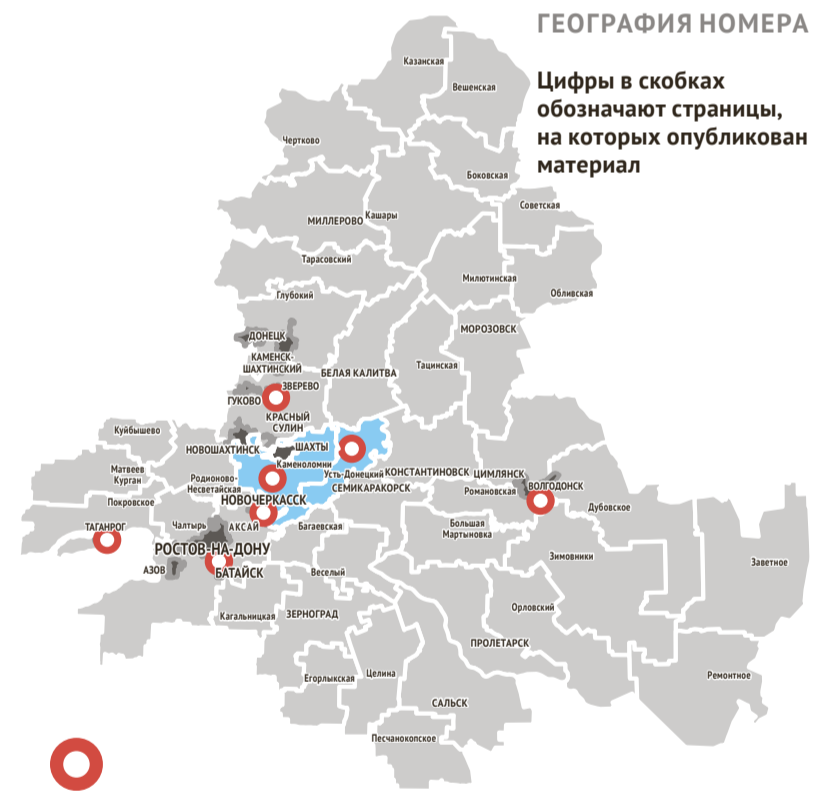 ГЕОГРАФИЯ НОМЕРА
Цифры в скобках
обозначают страницы,
на которых опубликован
материал
Казанская
Вешенская
Чертково
Боковская
Советская
МИЛЛЕРОВО
Кашары
Тарасовский
Милютинская
Обливская
Глубокий
МОРОЗОВСК
ДОНЕЦК
КАМЕНСК-
ШАХТИНСКИЙ
Тацинская
БЕЛАЯ КАЛИТВА
ЗВЕРЕВО
ГУКОВО
КРАСНЫЙ
СУЛИН
Куйбышево
НОВОШАХТИНСК
ШАХТЫ
Каменоломни
Матвеев
Курган
Усть-Донецкий
КОНСТАНТИНОВСК
ЦИМЛЯНСК
Родионово-
Несветайская
СЕМИКАРАКОРСК
Романовская
ВОЛГОДОНСК
Покровское
НОВОЧЕРКАССК
Дубовское
ТАГАНРОГ
Чалтырь
АКСАЙ
Багаевская
Большая
Мартыновка
РОСТОВ-НА-ДОНУ
Зимовники
Заветное
АЗОВ
БАТАЙСК
Веселый
Кагальницкая
ЗЕРНОГРАД
Орловский
ПРОЛЕТАРСК
Егорлыкская
Целина
Ремонтное
САЛЬСК
Песчанокопское